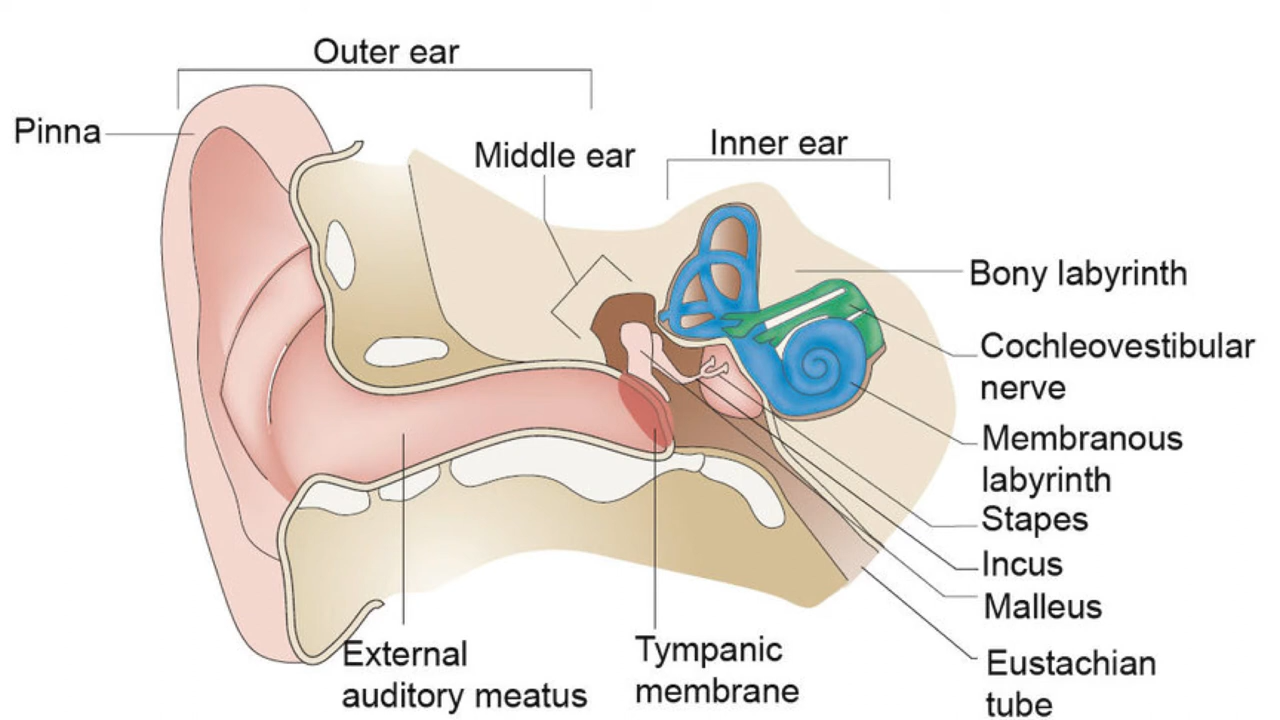 Outer ear
Pinna
Middle ear
Inner ear
Bony labyrinth
Cochleovestibular
nerve
Membranous
labyrinth
Stapes
Incus
Malleus
Eustachian
tube
External
auditory meatus
Tympanic
membrane